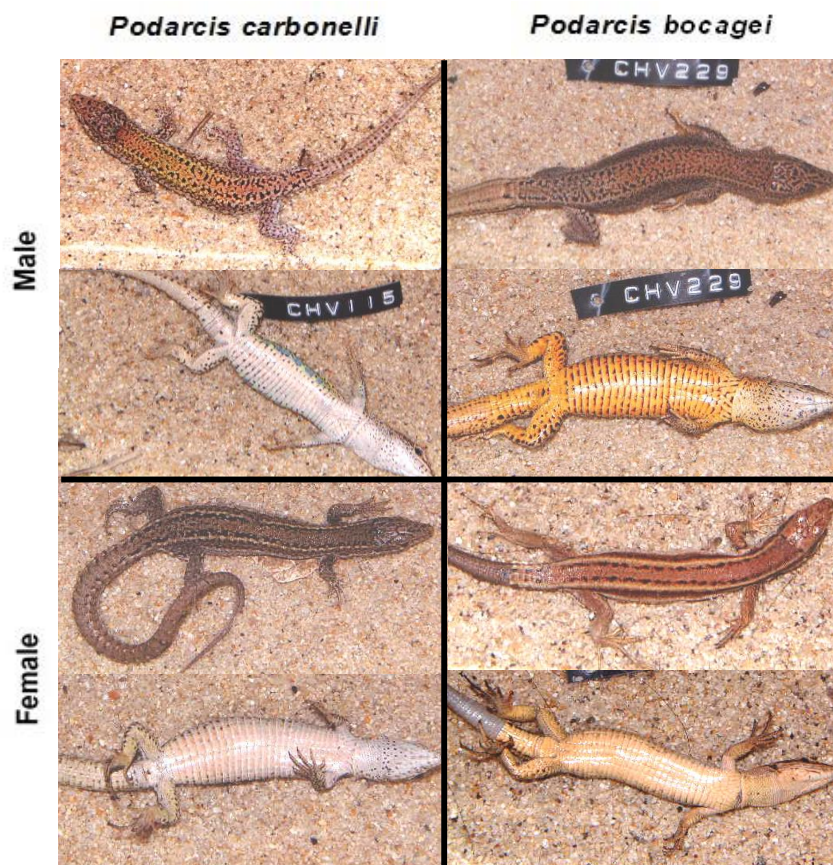 Podarcis carbonelli
Podarcis bocagei
Male
CHV229
CHV115
CHV229
Female